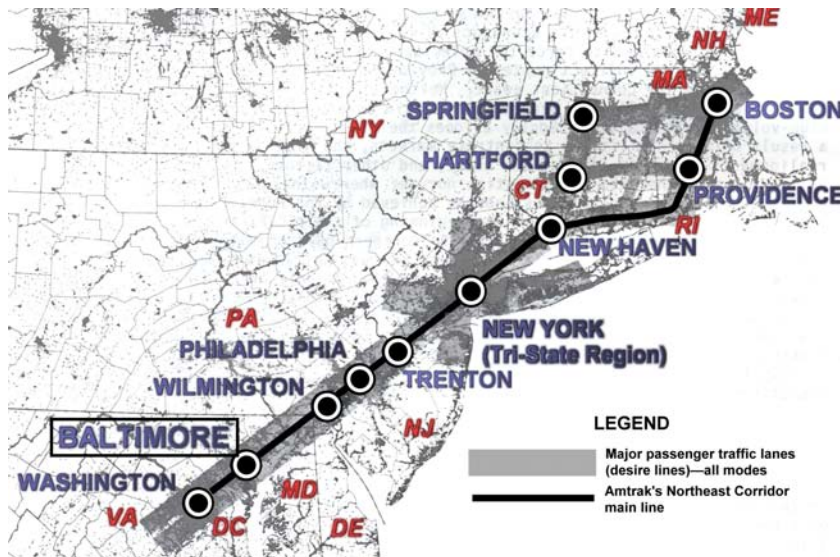 ME
NH
MA
SPRINGFIELD
BOSTON
NY
HARTFORD
CT
PROVIDENCE
RI
NEW HAVEN
PA
NEW YORK
(Tri-State Region)
PHILADELPHIA
TRENTON
WILMINGTON
NJ
BALTIMORE
WASHINGTON
MD
VA
DC
DE
LEGEND
Major passenger traffic lanes
(desire lines)—all modes
Amtrak's Northeast Corridor
main line